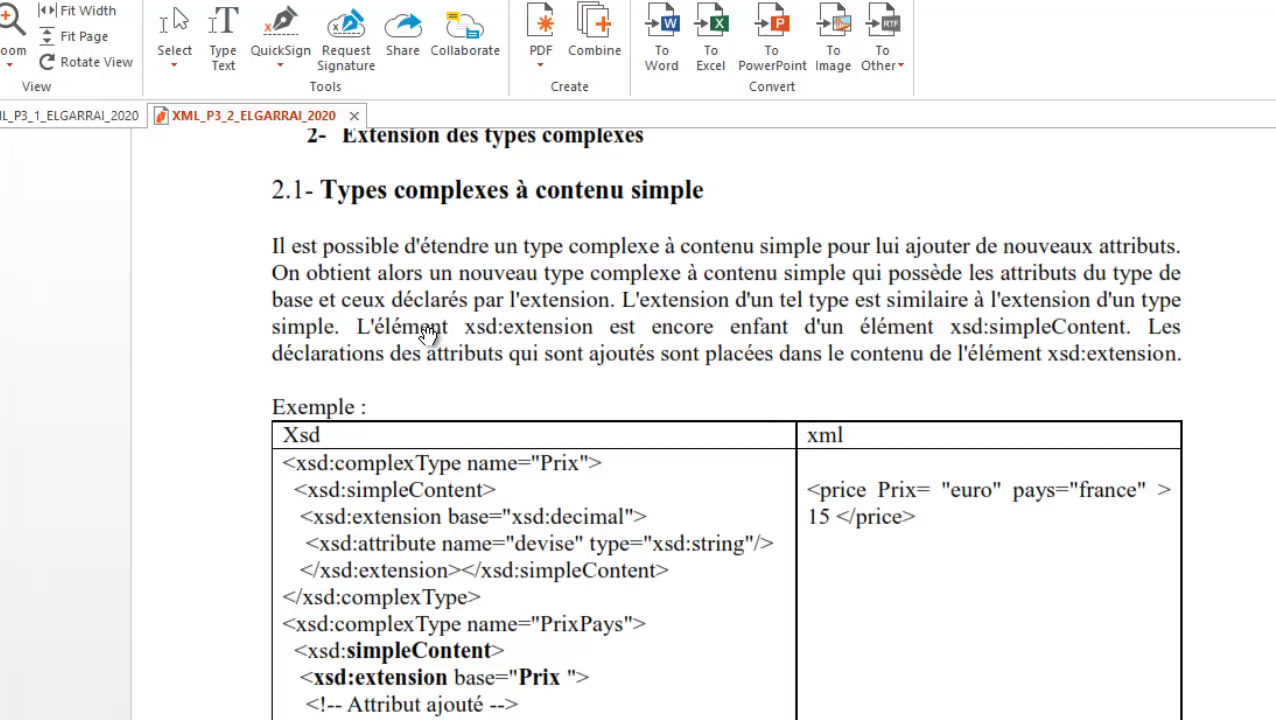 Fit Width
Fit Page
Rotate View
View
Select
Type
Text
QuickSign
Request
Signature
Share
Collaborate
Tools
PDF
Combine
Create
To
Word
To
Excel
To
PowerPoint
To
Image
To
Other
Convert
XML_P3_2_ELGARRAI_2020
2- Extension des types complexes
2.1- Types complexes à contenu simple
Il est possible d'étendre un type complexe à contenu simple pour lui ajouter de nouveaux attributs.
On obtient alors un nouveau type complexe à contenu simple qui possède les attributs du type de
base et ceux déclarés par l'extension. L'extension d'un tel type est similaire à l'extension d'un type
simple. L'élément xsd:extension est encore enfant d'un élément xsd:simpleContent. Les
déclarations des attributs qui sont ajoutés sont placées dans le contenu de l'élément xsd:extension.
Exemple :
Xsd
<xsd:complexType name="Prix">
<xsd:simpleContent>
<xsd:extension base="xsd:decimal">
<xsd:attribute name="devise" type="xsd:string"/>
</xsd:extension></xsd:simpleContent>
</xsd:complexType>
<xsd:complexType name="PrixPays">
<xsd:simpleContent>
<xsd:extension base="Prix ">
<!-- Attribut ajouté -->
xml
<price Prix= "euro" pays="france" >
15 </price>